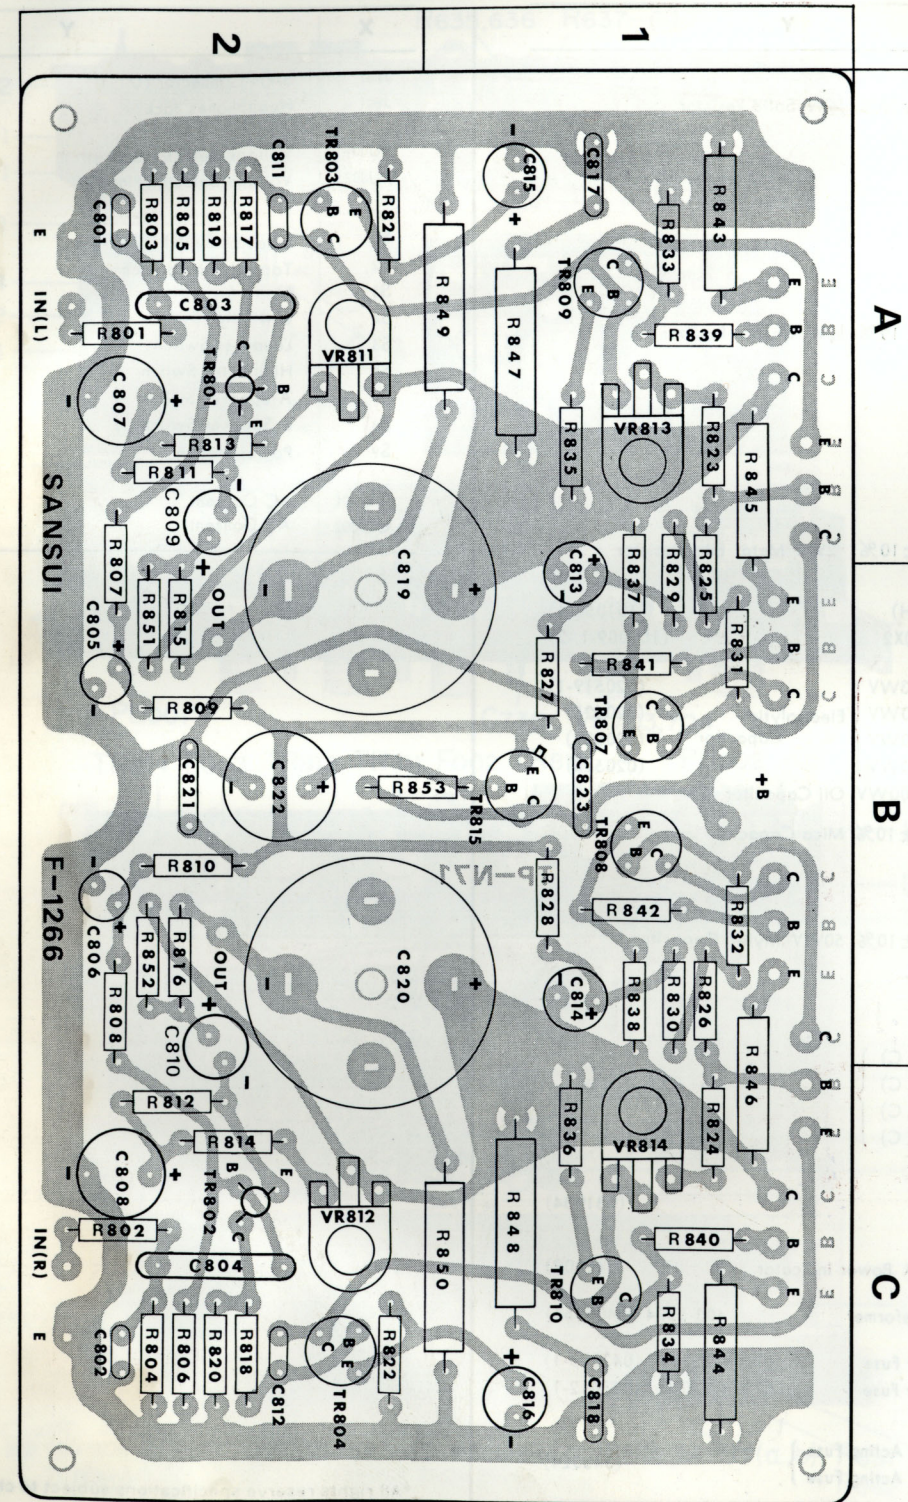 2
1
A
B
C
TR803
C811
C815
-
+
C817
R843
R833
C801
R803
R805
R819
R817
B
E
C
R821
E
IN(L)
C803
R849
R847
TR809
C
B
E
R801
R839
E
B
C
TR801
C
B
E
VR811
C807
-
+
R813
R811
R835
VR813
R823
R845
E
B
C
SANSUI
C809
-
+
R807
R851
R815
OUT
C819
-
+
C813
+
-
R837
R829
R825
C805
+
-
R827
R841
R831
E
B
C
R809
TR807
C
B
E
C821
C822
-
+
R853
TR815
E
B
C
C823
+B
TR808
E
B
C
R810
TP-N71
R828
R842
R832
C
B
E
F-1266
C806
-
+
R852
R816
OUT
R808
C810
+
-
C820
-
+
C814
-
+
R838
R830
R826
C
B
E
R812
R846
R836
VR814
R824
R814
C808
-
+
TR802
B
E
C
VR812
R850
R848
R802
IN(R)
C804
R840
C
B
E
TR810
E
B
C
E
C802
R804
R806
R820
R818
C812
B
C
E
TR804
R822
+
C816
-
C818
R834
R844